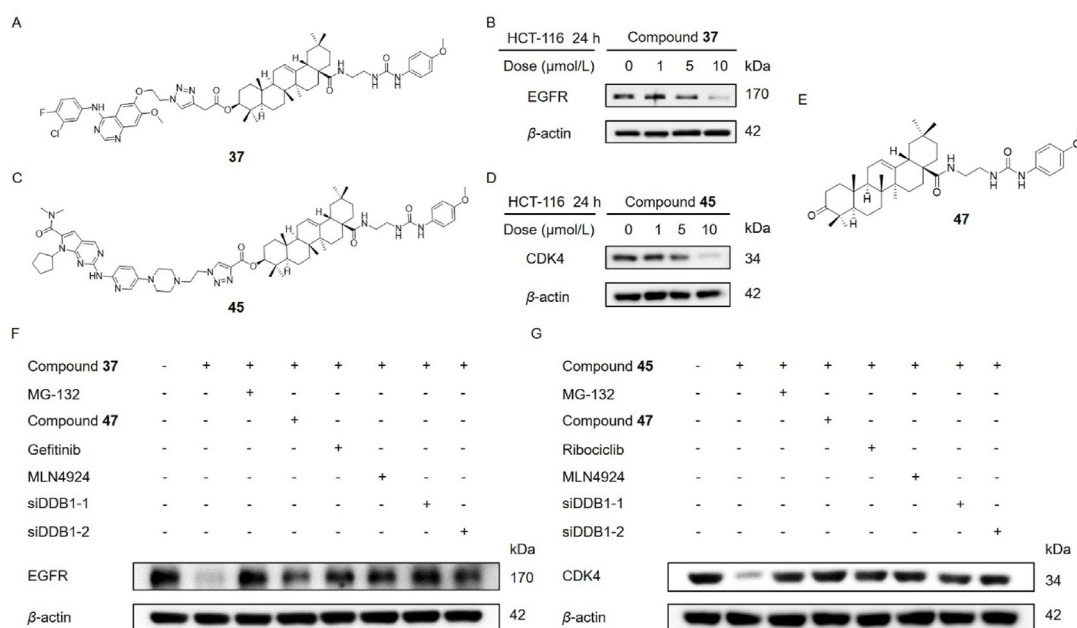 A
37
B
HCT-116 24 h Compound 37
Dose (μmol/L) 0 1 5 10 kDa
EGFR 170
β-actin 42
C
45
D
HCT-116 24 h Compound 45
Dose (μmol/L) 0 1 5 10 kDa
CDK4 34
β-actin 42
E
47
F
Compound 37 - + + + + + + +
MG-132 - - + - - - - -
Compound 47 - - - + - - - -
Gefitinib - - - - + - - -
MLN4924 - - - - - + - -
siDDB1-1 - - - - - - + -
siDDB1-2 - - - - - - - +
kDa
EGFR 170
β-actin 42
G
Compound 45 - + + + + + + +
MG-132 - - + - - - - -
Compound 47 - - - + - - - -
Ribociclib - - - - + - - -
MLN4924 - - - - - + - -
siDDB1-1 - - - - - - + -
siDDB1-2 - - - - - - - +
kDa
CDK4 34
β-actin 42